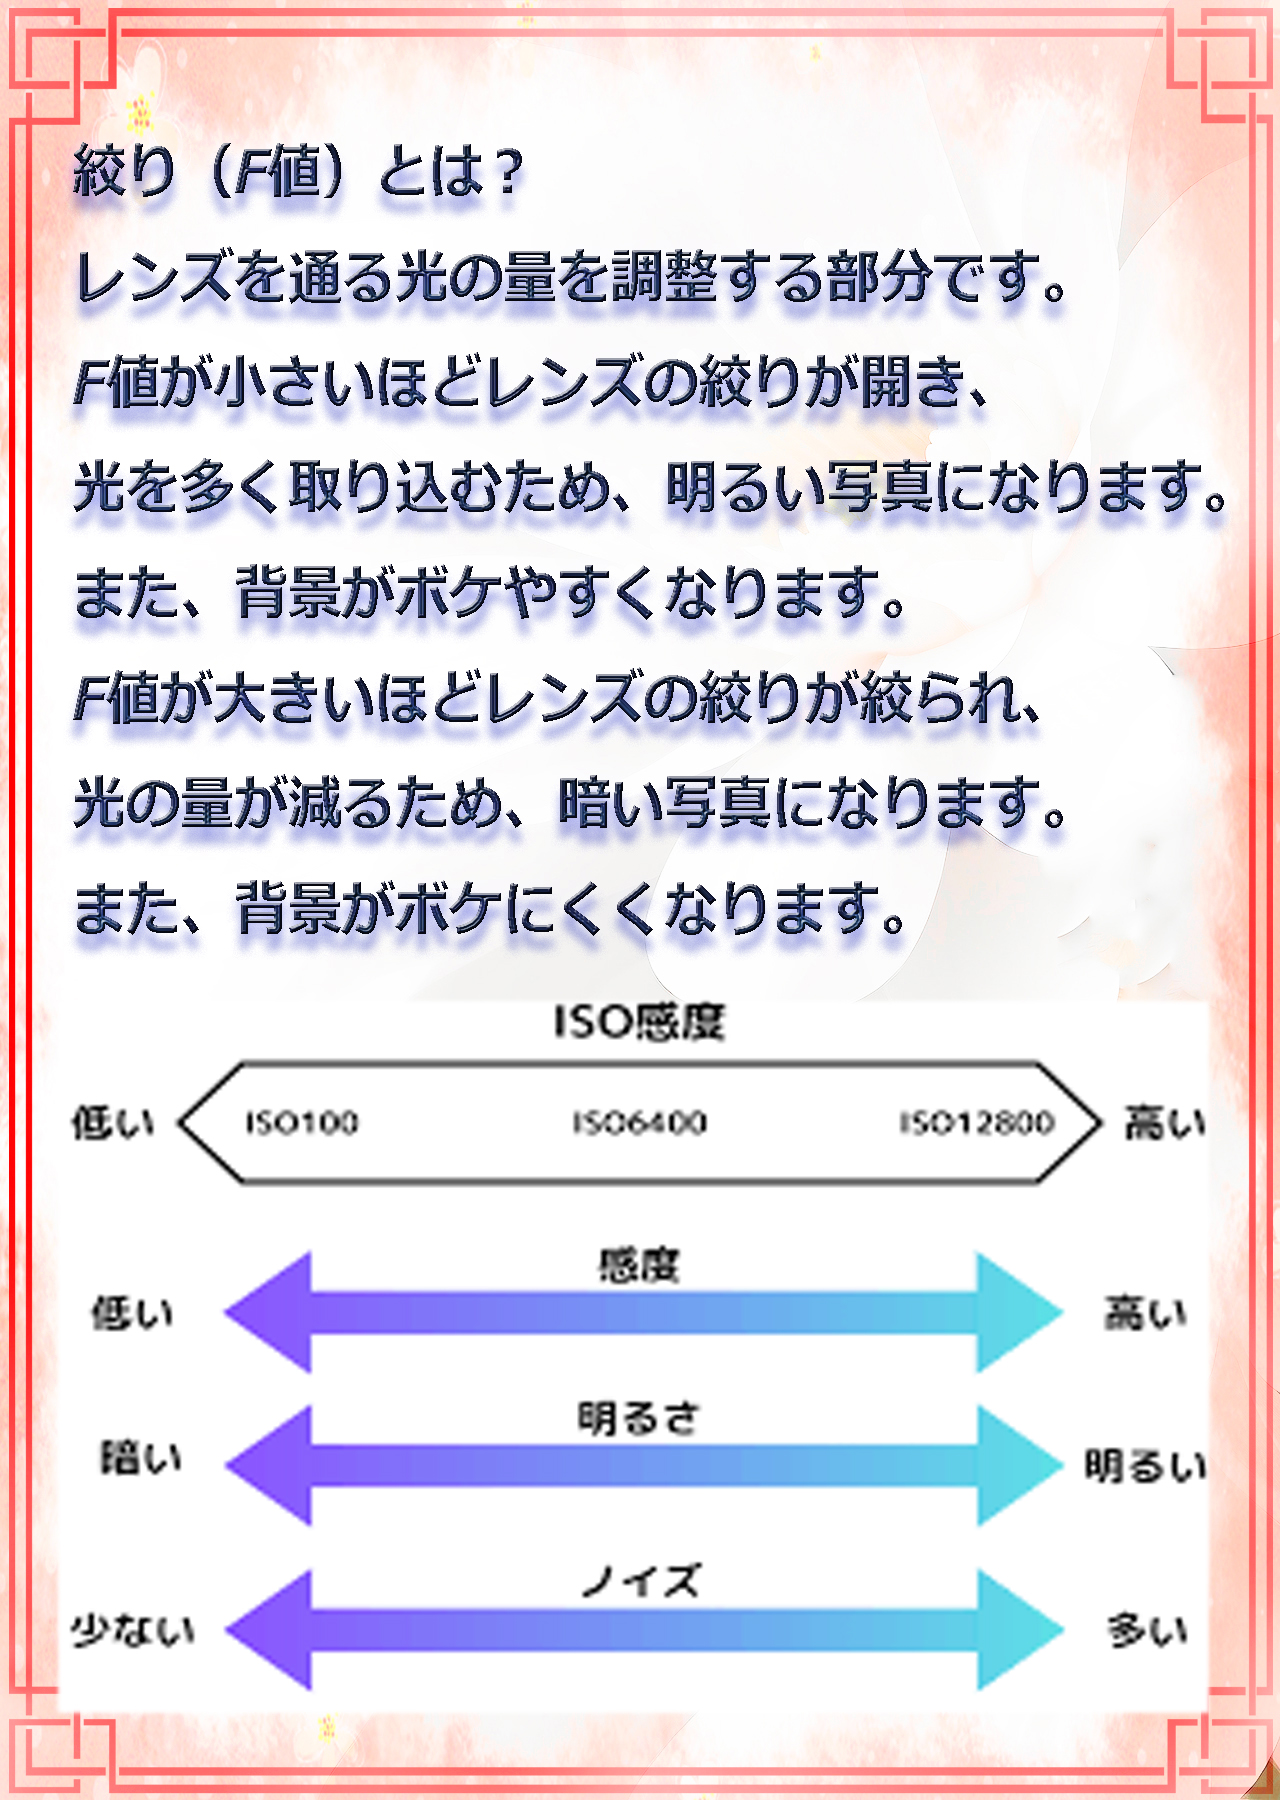 絞り（F値）とは？
レンズを通る光の量を調整する部分です。
F値が小さいほどレンズの絞りが開き、
光を多く取り込むため、明るい写真になります。
また、背景がボケやすくなります。
F値が大きいほどレンズの絞りが絞られ、
光の量が減るため、暗い写真になります。
また、背景がボケにくくなります。
ISO感度
低い ISO100 ISO6400 ISO12800 高い
感度
低い 高い
明るさ
暗い 明るい
ノイズ
少ない 多い